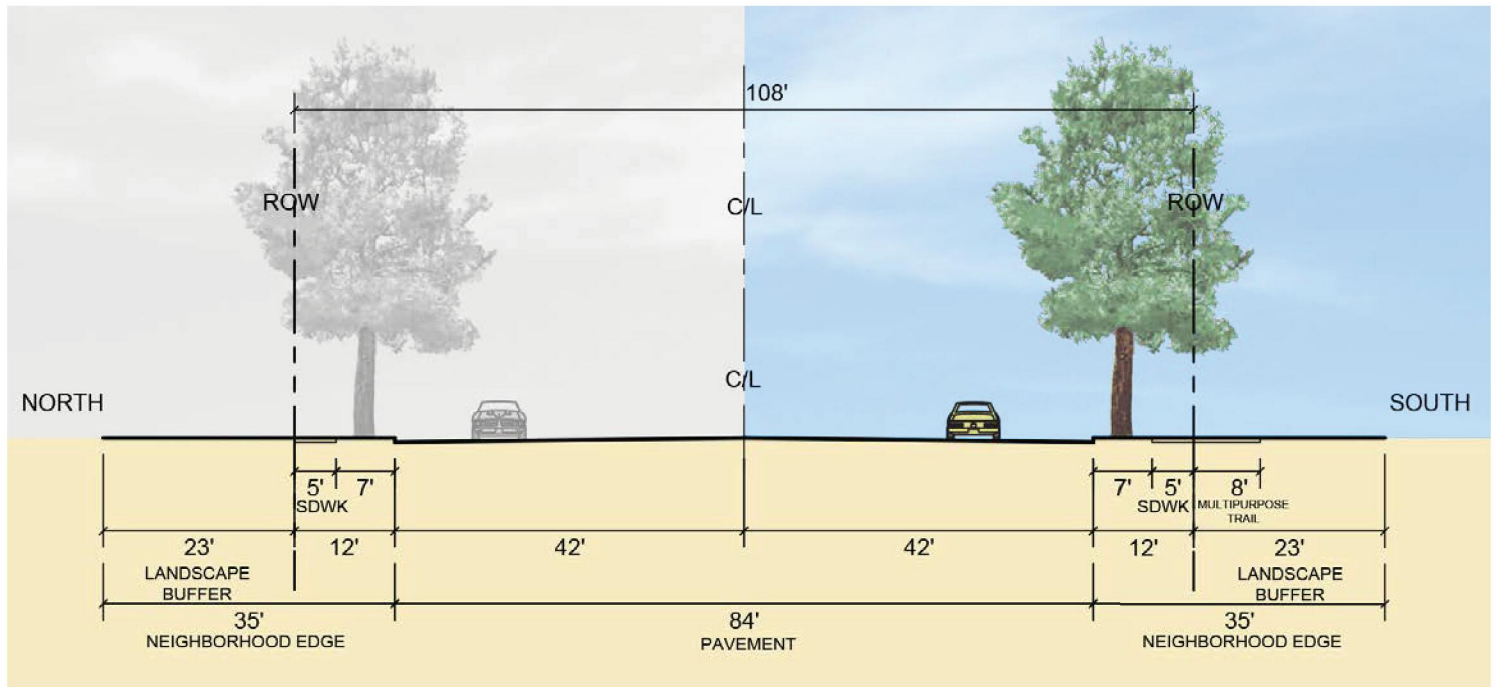 108'
ROW
ROW
C/L
C/L
NORTH
SOUTH
5' 7' 7' 5' 8'
SDWK SDWK MULTIPURPOSE
TRAIL
23' 12' 42' 42' 12' 23'
LANDSCAPE LANDSCAPE
BUFFER BUFFER
35' 84' 35'
NEIGHBORHOOD EDGE PAVEMENT NEIGHBORHOOD EDGE